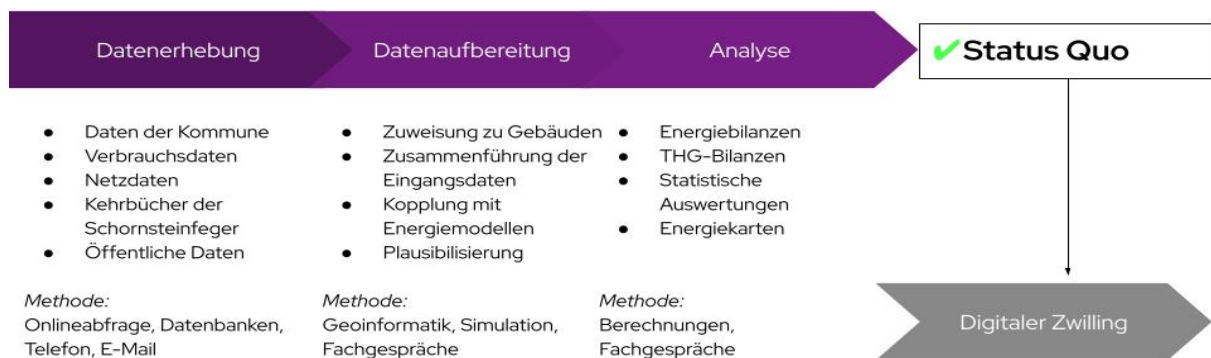 Datenerhebung
Datenaufbereitung
Analyse
✔Status Quo
● Daten der Kommune
● Verbrauchsdaten
● Netzdaten
● Kehrbücher der
Schornsteinfeger
● Öffentliche Daten
Methode:
Onlineabfrage, Datenbanken,
Telefon, E-Mail
● Zuweisung zu Gebäuden
● Zusammenführung der
Eingangsdaten
● Kopplung mit
Energiemodellen
● Plausibilisierung
Methode:
Geoinformatik, Simulation,
Fachgespräche
● Energiebilanzen
● THG-Bilanzen
● Statistische
Auswertungen
● Energiekarten
Methode:
Berechnungen,
Fachgespräche
Digitaler Zwilling